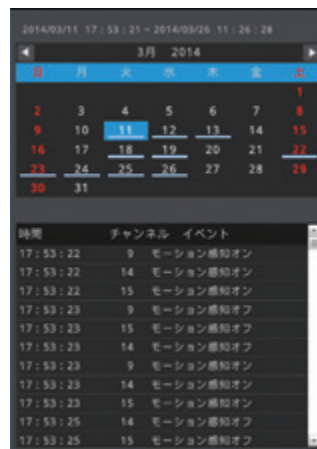 2014/03/11 17：53：21 ~ 2014/03/26 11：26：28
3月 2014
日 月 火 水 木 金 土
1
2 3 4 5 6 7 8
9 10 11 12 13 14 15
16 17 18 19 20 21 22
23 24 25 26 27 28 29
30 31
時間 チャンネル イベント
17：53：22 9 モーション感知オン
17：53：22 14 モーション感知オン
17：53：22 15 モーション感知オン
17：53：23 9 モーション感知オフ
17：53：23 15 モーション感知オフ
17：53：23 14 モーション感知オフ
17：53：23 9 モーション感知オン
17：53：23 14 モーション感知オン
17：53：23 15 モーション感知オン
17：53：25 14 モーション感知オフ
17：53：25 15 モーション感知オフ